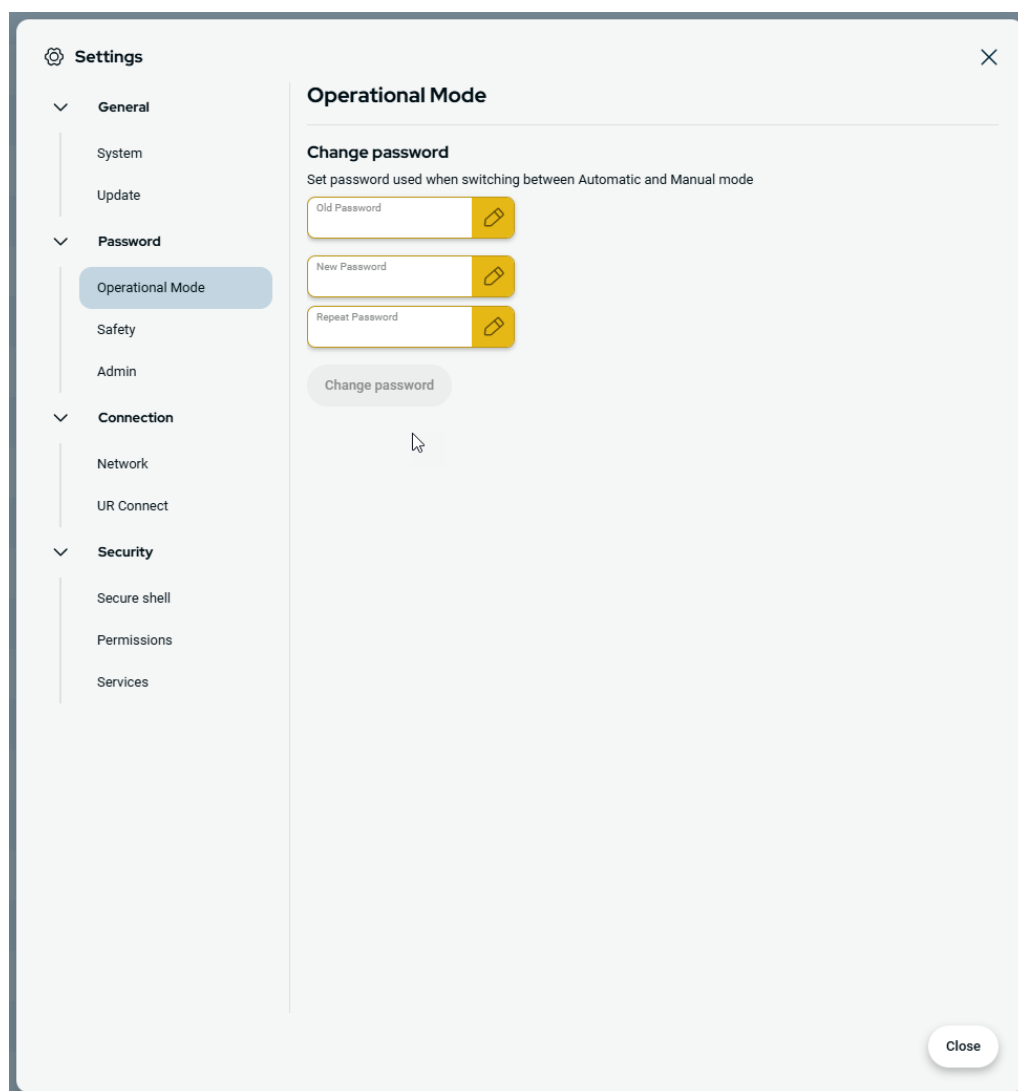 Settings
General
System
Update
Password
Operational Mode
Safety
Admin
Connection
Network
UR Connect
Security
Secure shell
Permissions
Services
Operational Mode
Change password
Set password used when switching between Automatic and Manual mode
Old Password
New Password
Repeat Password
Change password
Close